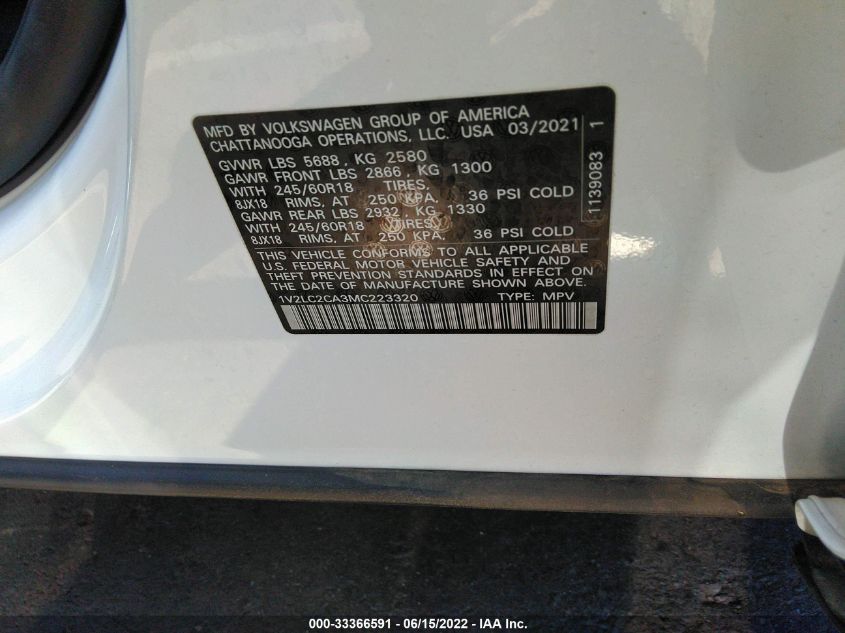 MFD BY VOLKSWAGEN GROUP OF AMERICA
CHATTANOOGA OPERATIONS, LLC. USA 03/2021
GVWR LBS 5688, KG 2580
GAWR FRONT LBS 2866, KG 1300
WITH 245/60R18 TIRES,
8JX18 RIMS, AT 250 KPA, 36 PSI COLD
GAWR REAR LBS 2932, KG 1330
WITH 245/60R18 TIRES,
8JX18 RIMS, AT 250 KPA, 36 PSI COLD
THIS VEHICLE CONFORMS TO ALL APPLICABLE
U.S. FEDERAL MOTOR VEHICLE SAFETY AND
THEFT PREVENTION STANDARDS IN EFFECT ON
THE DATE OF MANUFACTURE SHOWN ABOVE.
1V2LC2CA3MC223320 TYPE: MPV
1139083 1
000-33366591 - 06/15/2022 - IAA Inc.